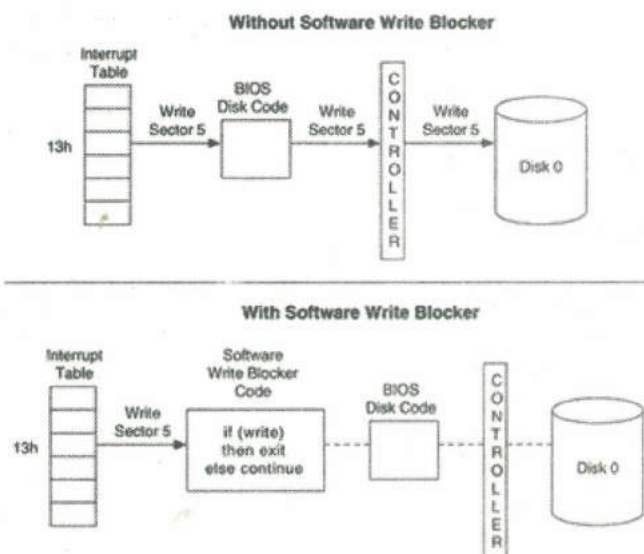 Without Software Write Blocker
Interrupt
Table
13h
Write
Sector 5
BIOS
Disk Code
Write
Sector 5
CONTROLLER
Write
Sector 5
Disk 0
With Software Write Blocker
Interrupt
Table
13h
Write
Sector 5
Software
Write Blocker
Code
if (write)
then exit
else continue
BIOS
Disk Code
CONTROLLER
Disk 0